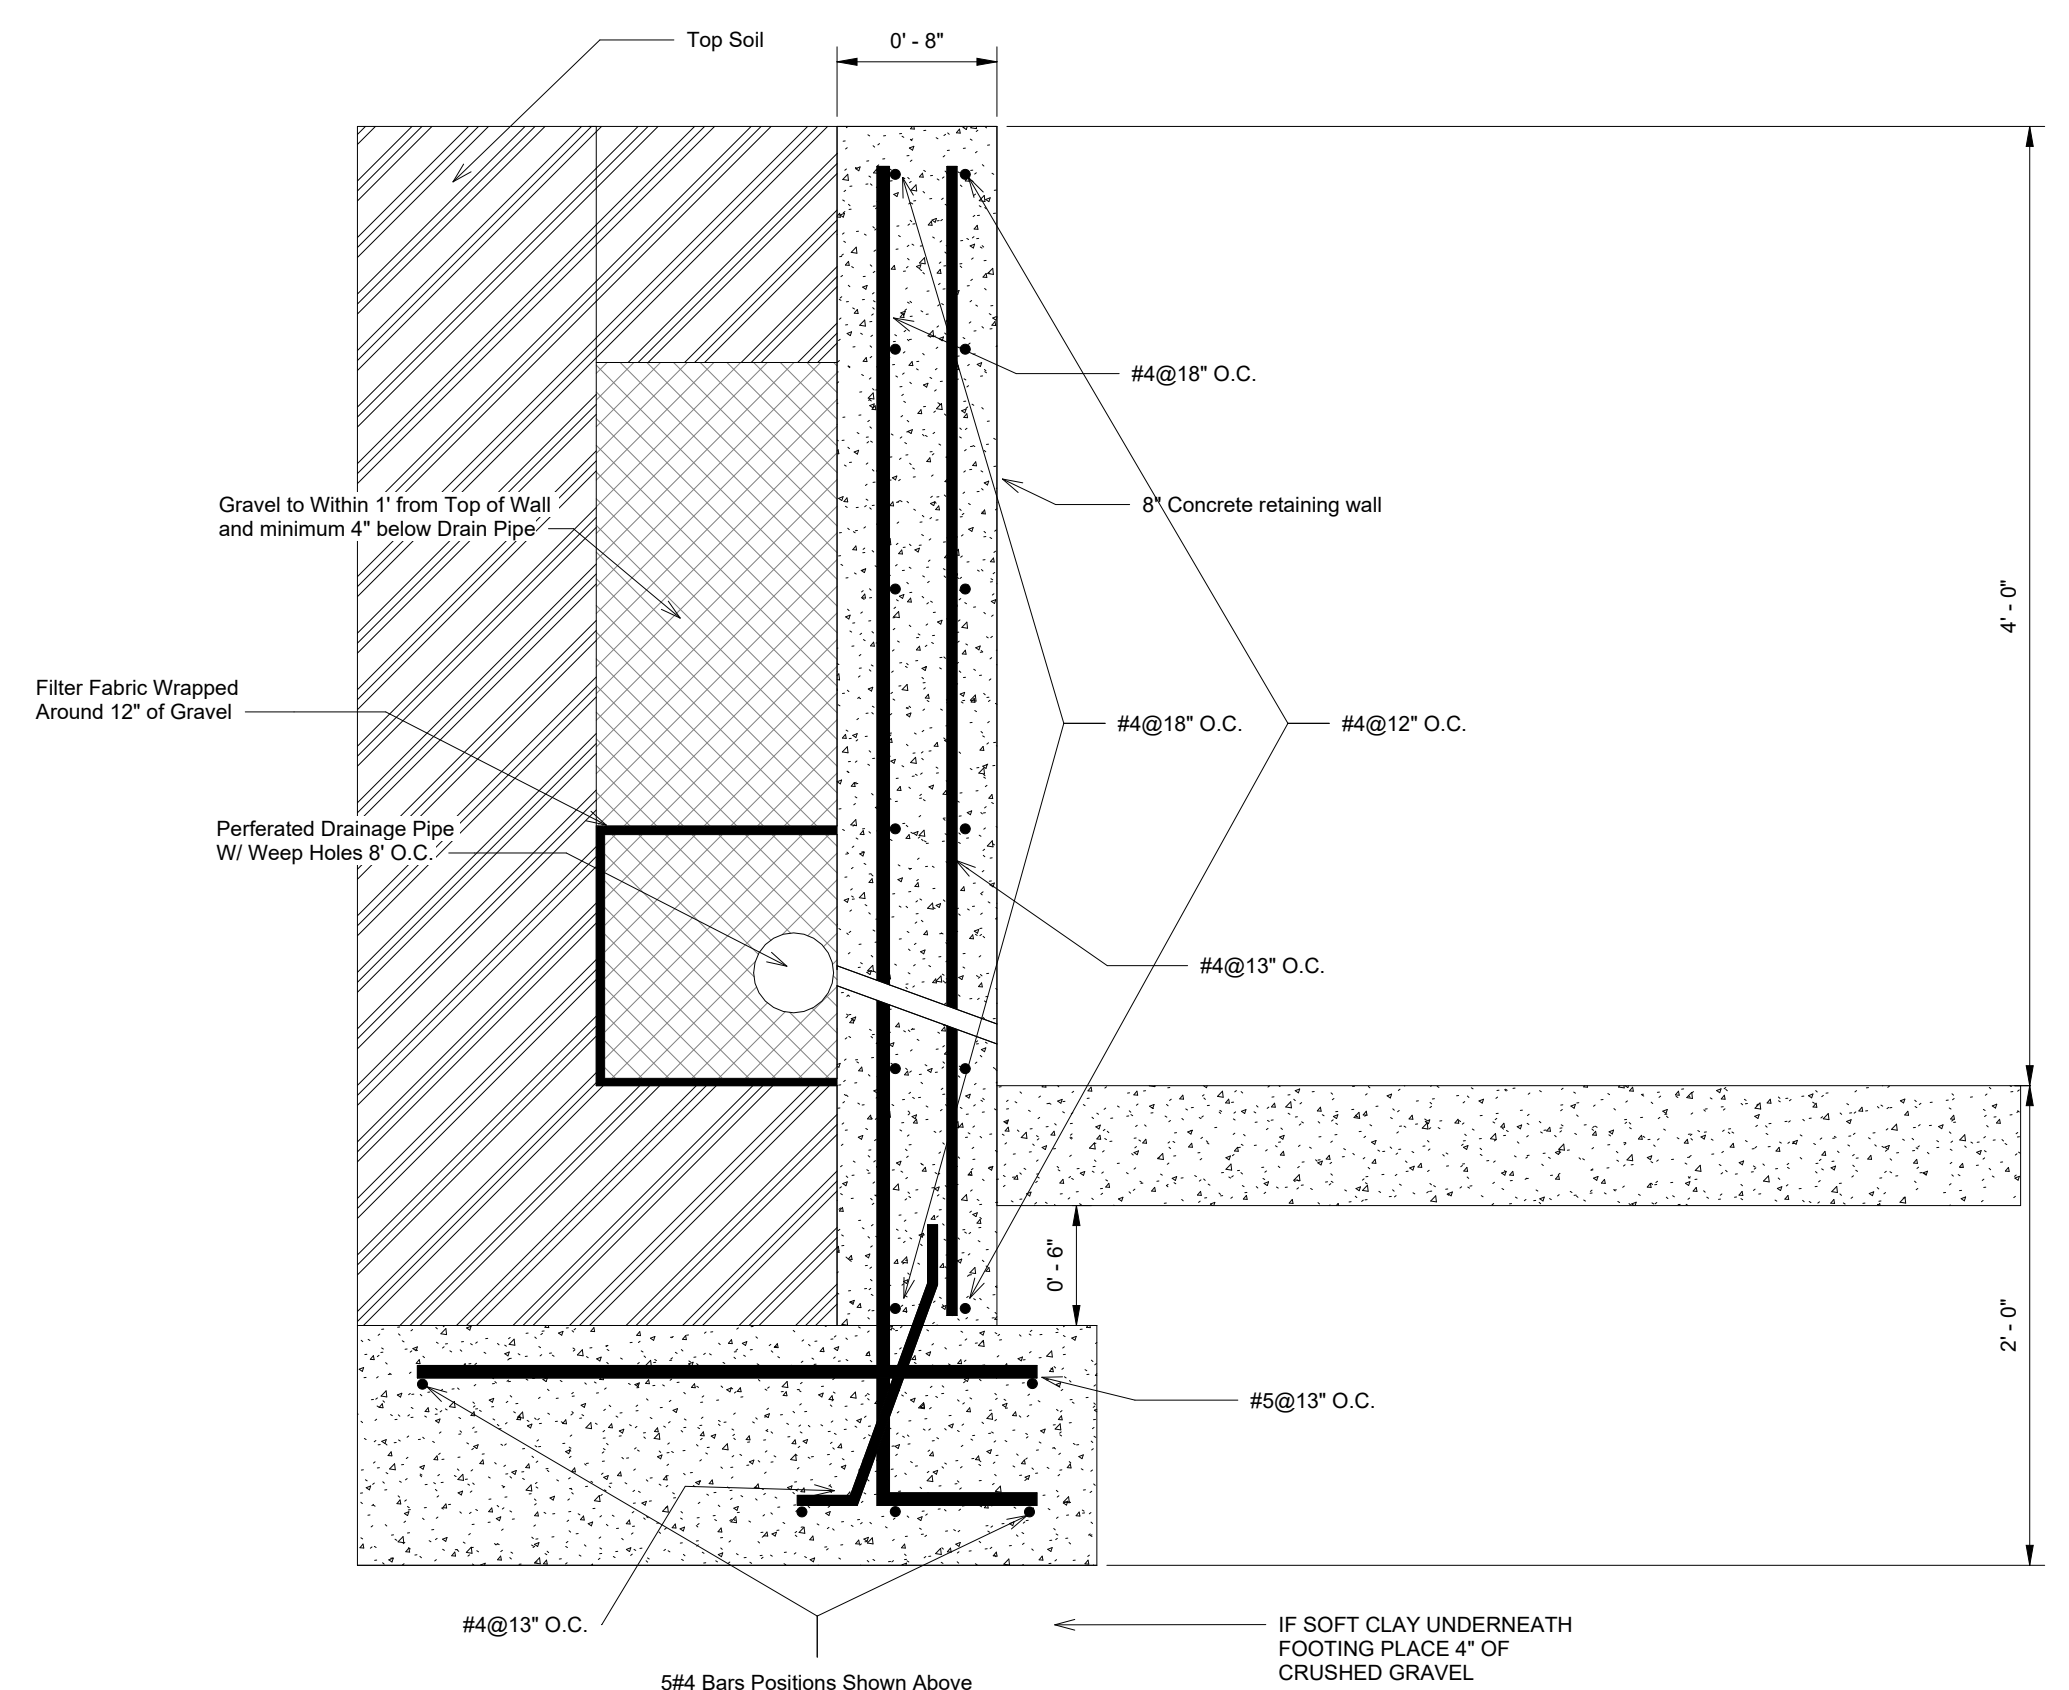 Top Soil
0' - 8"
#4@18" O.C.
Gravel to Within 1' from Top of Wall
and minimum 4" below Drain Pipe
8" Concrete retaining wall
4' - 0"
Filter Fabric Wrapped
Around 12" of Gravel
#4@18" O.C.
#4@12" O.C.
Perferated Drainage Pipe
W/ Weep Holes 8' O.C.
#4@13" O.C.
0' - 6"
2' - 0"
#5@13" O.C.
#4@13" O.C.
IF SOFT CLAY UNDERNEATH
FOOTING PLACE 4" OF
CRUSHED GRAVEL
5#4 Bars Positions Shown Above